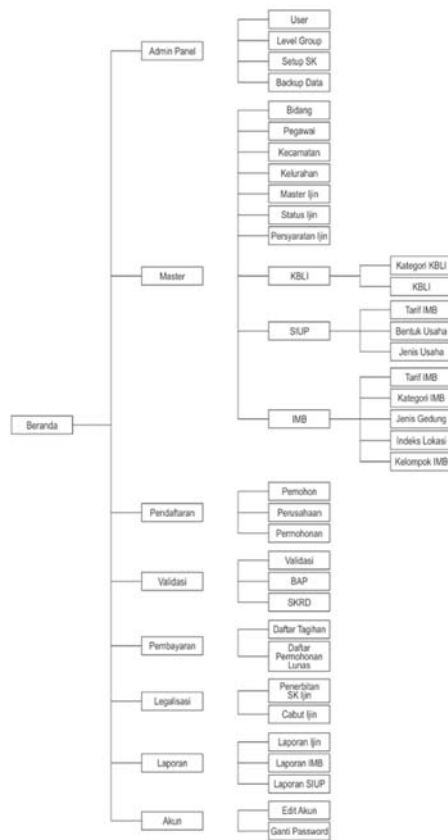 Beranda
Admin Panel
User
Level Group
Setup SK
Backup Data
Master
Bidang
Pegawai
Kecamatan
Kelurahan
Master Ijin
Status Ijin
Persyaratan Ijin
KBLI
Kategori KBLI
KBLI
SIUP
Tarif IMB
Bentuk Usaha
Jenis Usaha
IMB
Tarif IMB
Kategori IMB
Jenis Gedung
Indeks Lokasi
Kelompok IMB
Pendaftaran
Pemohon
Perusahaan
Permohonan
Validasi
Validasi
BAP
SKRD
Pembayaran
Daftar Tagihan
Daftar
Permohonan
Lunas
Legalisasi
Penerbitan
SK Ijin
Cabut Ijin
Laporan
Laporan Ijin
Laporan IMB
Laporan SIUP
Akun
Edit Akun
Ganti Password